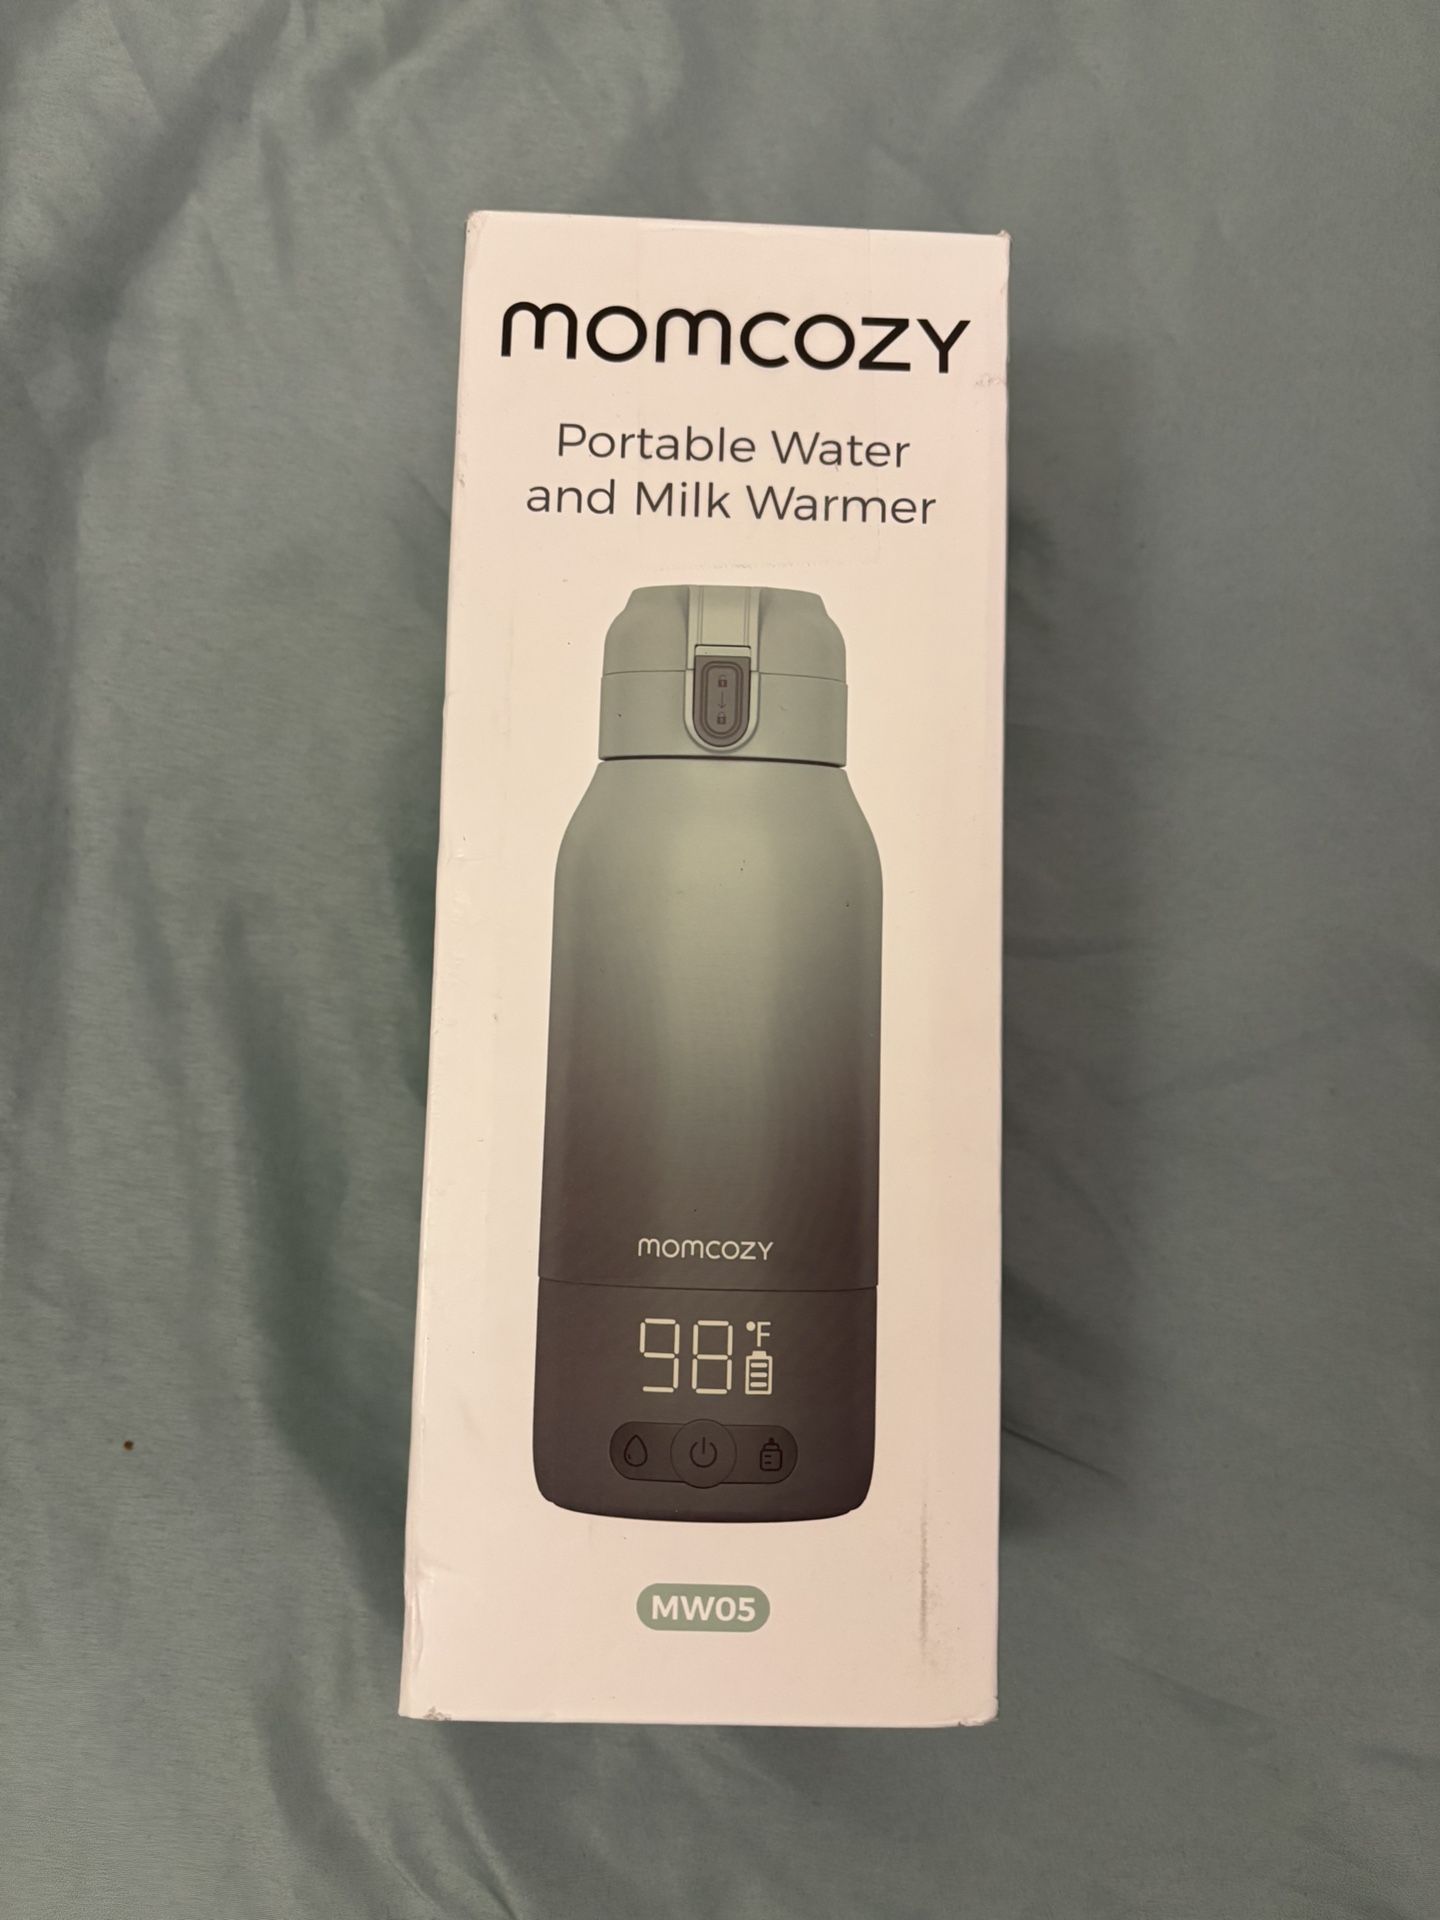 momcozy
Portable Water
and Milk Warmer
momcozy
98°F
MW05